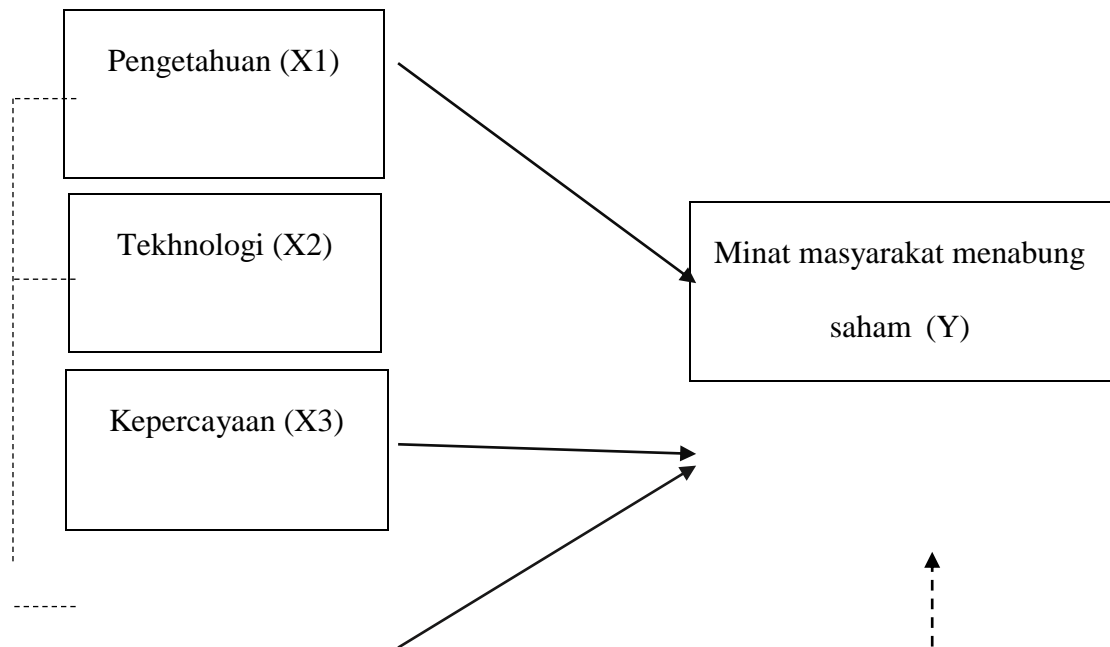 Pengetahuan (X1)
Tekhnologi (X2)
Minat masyarakat menabung
saham (Y)
Kepercayaan (X3)